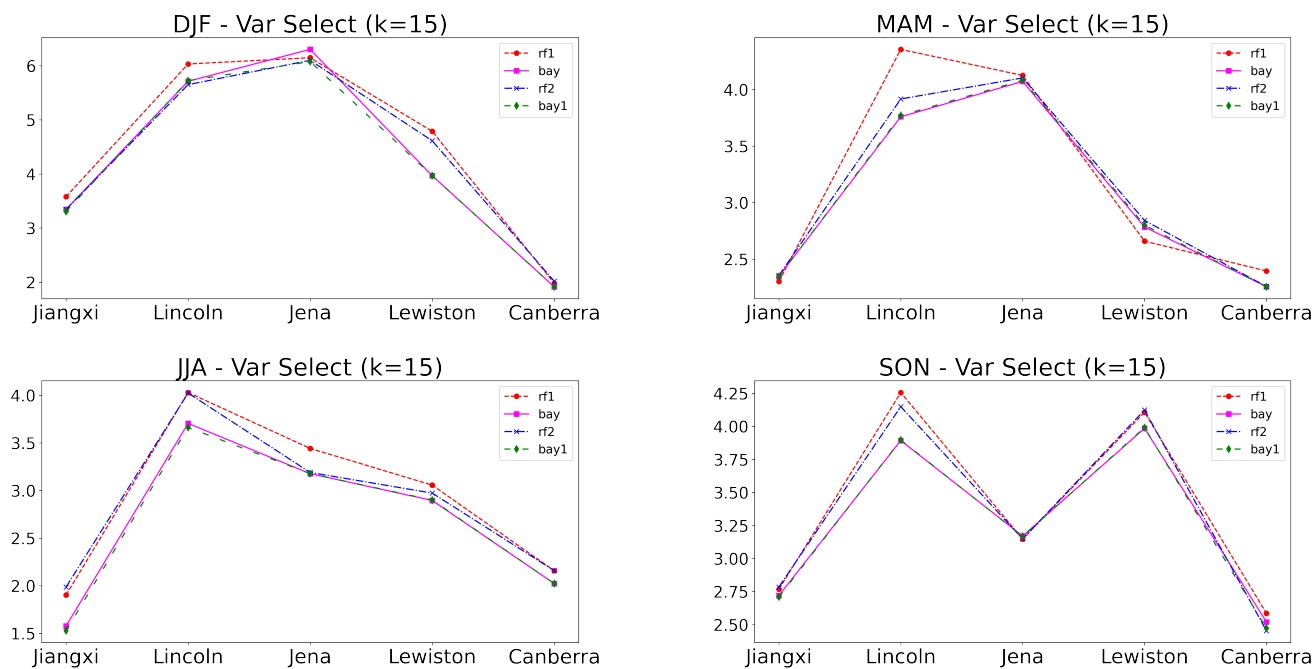 DJF - Var Select (k=15)
6
5
4
3
2
rf1
bay
rf2
bay1
Jiangxi Lincoln Jena Lewiston Canberra
MAM - Var Select (k=15)
4.0
3.5
3.0
2.5
rf1
bay
rf2
bay1
Jiangxi Lincoln Jena Lewiston Canberra
JJA - Var Select (k=15)
4.0
3.5
3.0
2.5
2.0
1.5
rf1
bay
rf2
bay1
Jiangxi Lincoln Jena Lewiston Canberra
SON - Var Select (k=15)
4.25
4.00
3.75
3.50
3.25
3.00
2.75
2.50
rf1
bay
rf2
bay1
Jiangxi Lincoln Jena Lewiston Canberra